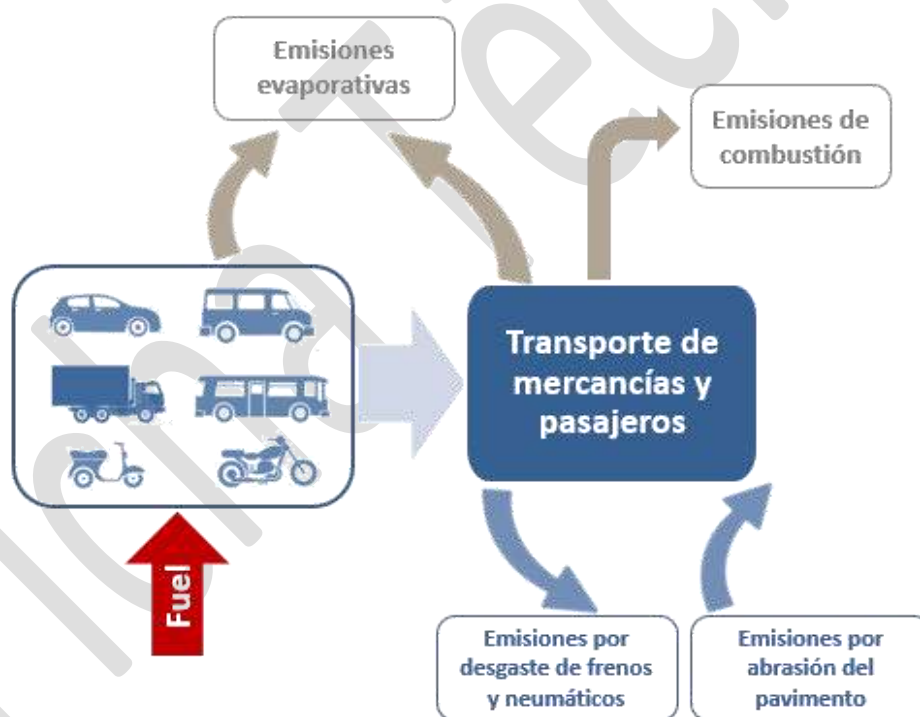 Emisiones
evaporativas
Emisiones de
combustión
Transporte de
mercancías y
pasajeros
Fuel
Emisiones por
desgaste de frenos
y neumáticos
Emisiones por
abrasión del
pavimento